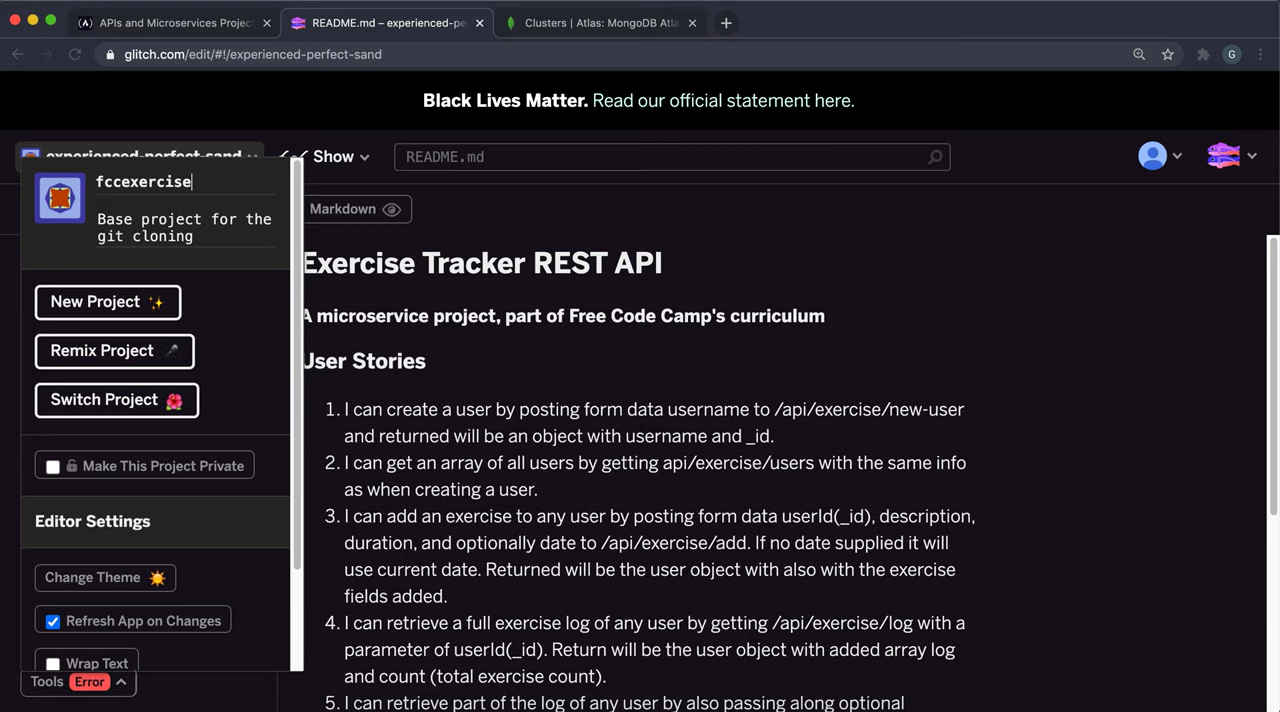 APIs and Microservices Project
README.md – experienced-pe
Clusters | Atlas: MongoDB Atla
glitch.com/edit/#!/experienced-perfect-sand
G
Black Lives Matter. Read our official statement here.
experienced-perfect-sand
Show
README.md
fccexercise
Base project for the
git cloning
New Project
Remix Project
Switch Project
Make This Project Private
Editor Settings
Change Theme
Refresh App on Changes
Wrap Text
Tools Error
Markdown
Exercise Tracker REST API
A microservice project, part of Free Code Camp's curriculum
User Stories
1. I can create a user by posting form data username to /api/exercise/new-user
and returned will be an object with username and _id.
2. I can get an array of all users by getting api/exercise/users with the same info
as when creating a user.
3. I can add an exercise to any user by posting form data userId(_id), description,
duration, and optionally date to /api/exercise/add. If no date supplied it will
use current date. Returned will be the user object with also with the exercise
fields added.
4. I can retrieve a full exercise log of any user by getting /api/exercise/log with a
parameter of userId(_id). Return will be the user object with added array log
and count (total exercise count).
5. I can retrieve part of the log of any user by also passing along optional